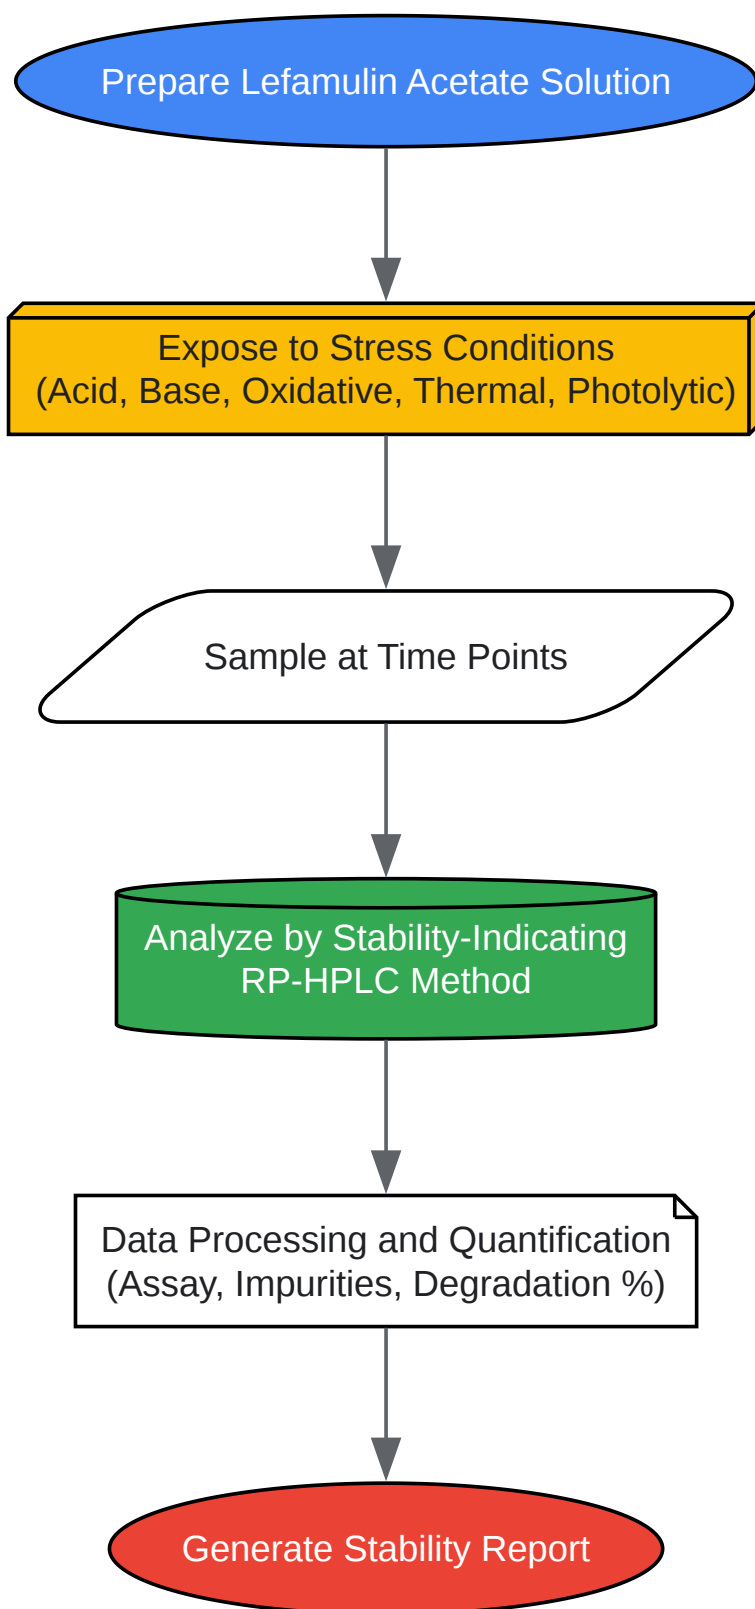 Prepare Lefamulin Acetate Solution
Expose to Stress Conditions
(Acid, Base, Oxidative, Thermal, Photolytic)
Sample at Time Points
Analyze by Stability-Indicating
RP-HPLC Method
Data Processing and Quantification
(Assay, Impurities, Degradation %)
Generate Stability Report